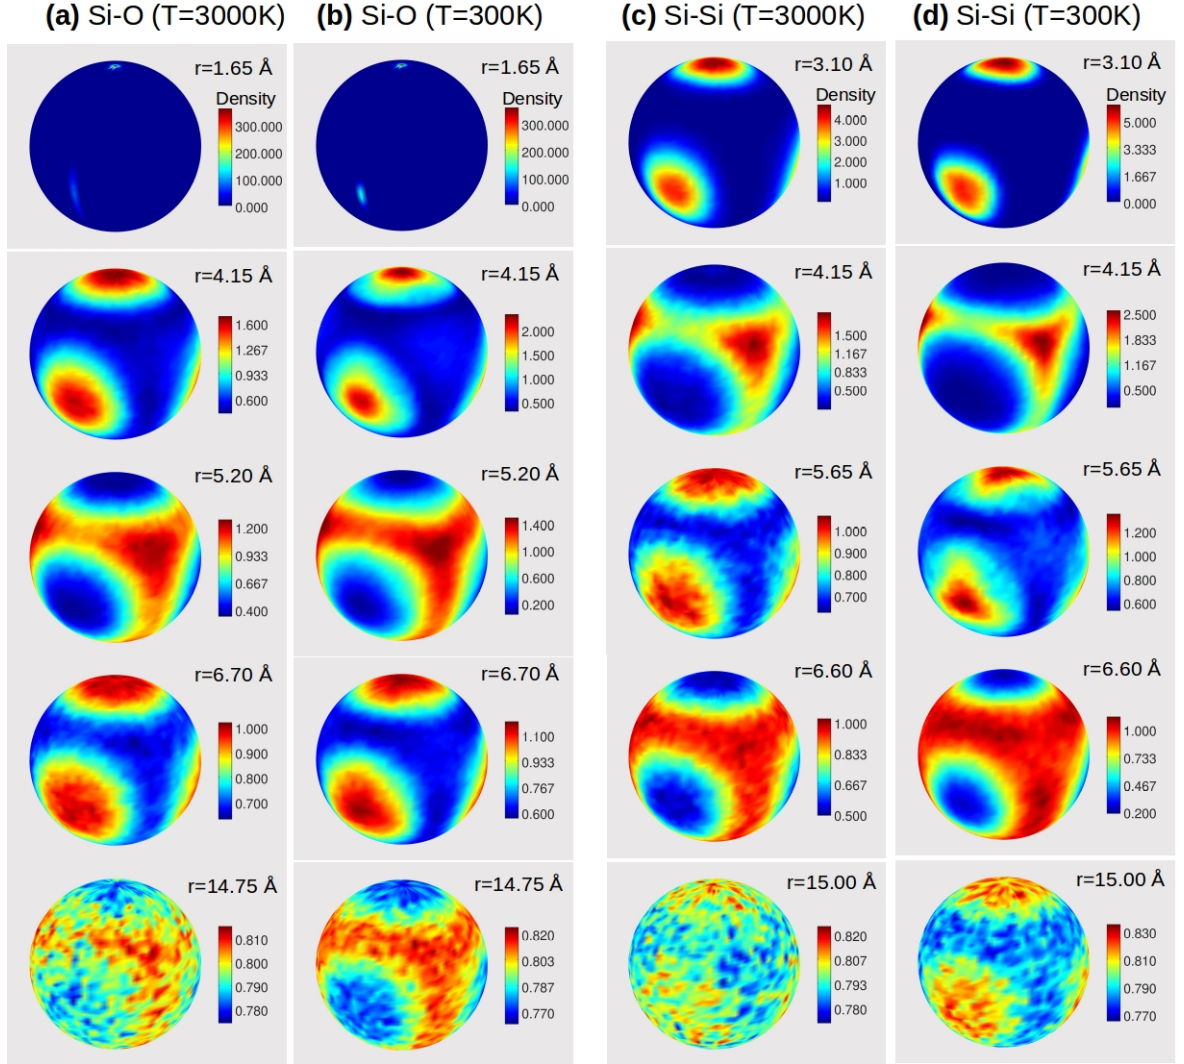 (a) Si-O (T=3000K)
(b) Si-O (T=300K)
(c) Si-Si (T=3000K)
(d) Si-Si (T=300K)
r=1.65 Å
Density
300.000
200.000
100.000
0.000
r=1.65 Å
Density
300.000
200.000
100.000
0.000
r=3.10 Å
Density
4.000
3.000
2.000
1.000
r=3.10 Å
Density
5.000
3.333
1.667
0.000
r=4.15 Å
1.600
1.267
0.933
0.600
r=4.15 Å
2.000
1.500
1.000
0.500
r=4.15 Å
1.500
1.167
0.833
0.500
r=4.15 Å
2.500
1.833
1.167
0.500
r=5.20 Å
1.200
0.933
0.667
0.400
r=5.20 Å
1.400
1.000
0.600
0.200
r=5.65 Å
1.000
0.900
0.800
0.700
r=5.65 Å
1.200
1.000
0.800
0.600
r=6.70 Å
1.000
0.900
0.800
0.700
r=6.70 Å
1.100
0.933
0.767
0.600
r=6.60 Å
1.000
0.833
0.667
0.500
r=6.60 Å
1.000
0.733
0.467
0.200
r=14.75 Å
0.810
0.800
0.790
0.780
r=14.75 Å
0.820
0.803
0.787
0.770
r=15.00 Å
0.820
0.807
0.793
0.780
r=15.00 Å
0.830
0.810
0.790
0.770